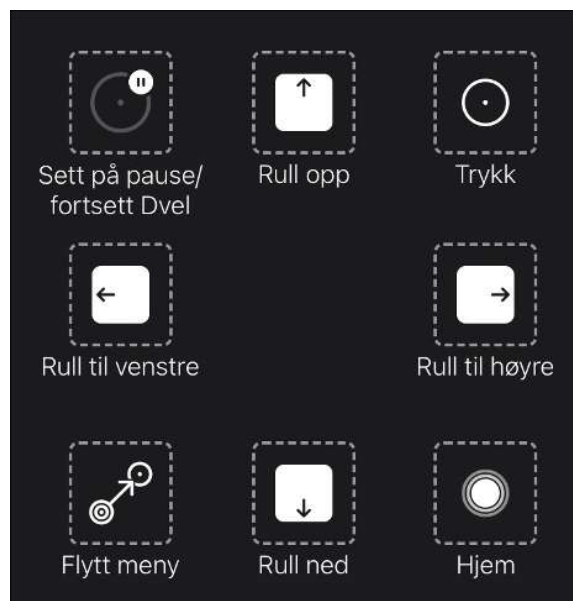 Sett på pause/
fortsett Dvel
Rull opp
Trykk
Rull til venstre
Rull til høyre
Flytt meny
Rull ned
Hjem